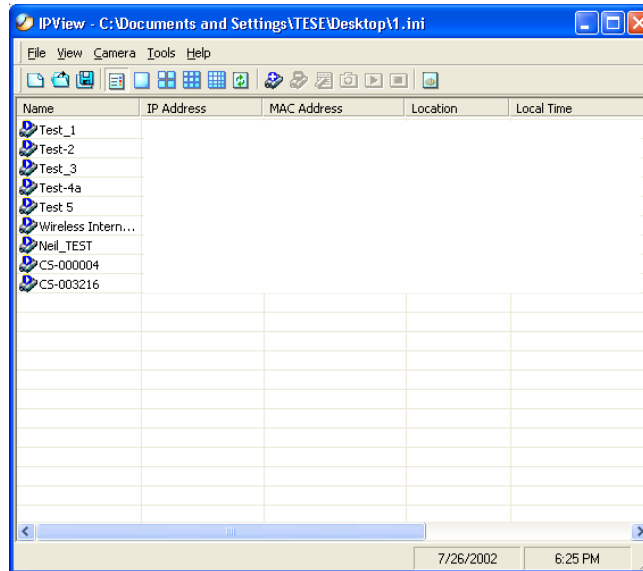 IPView - C:\Documents and Settings\TESE\Desktop\1.ini
File View Camera Tools Help
Name IP Address MAC Address Location Local Time
Test_1
Test-2
Test_3
Test-4a
Test 5
Wireless Intern...
Neil_TEST
CS-000004
CS-003216
7/26/2002 6:25 PM